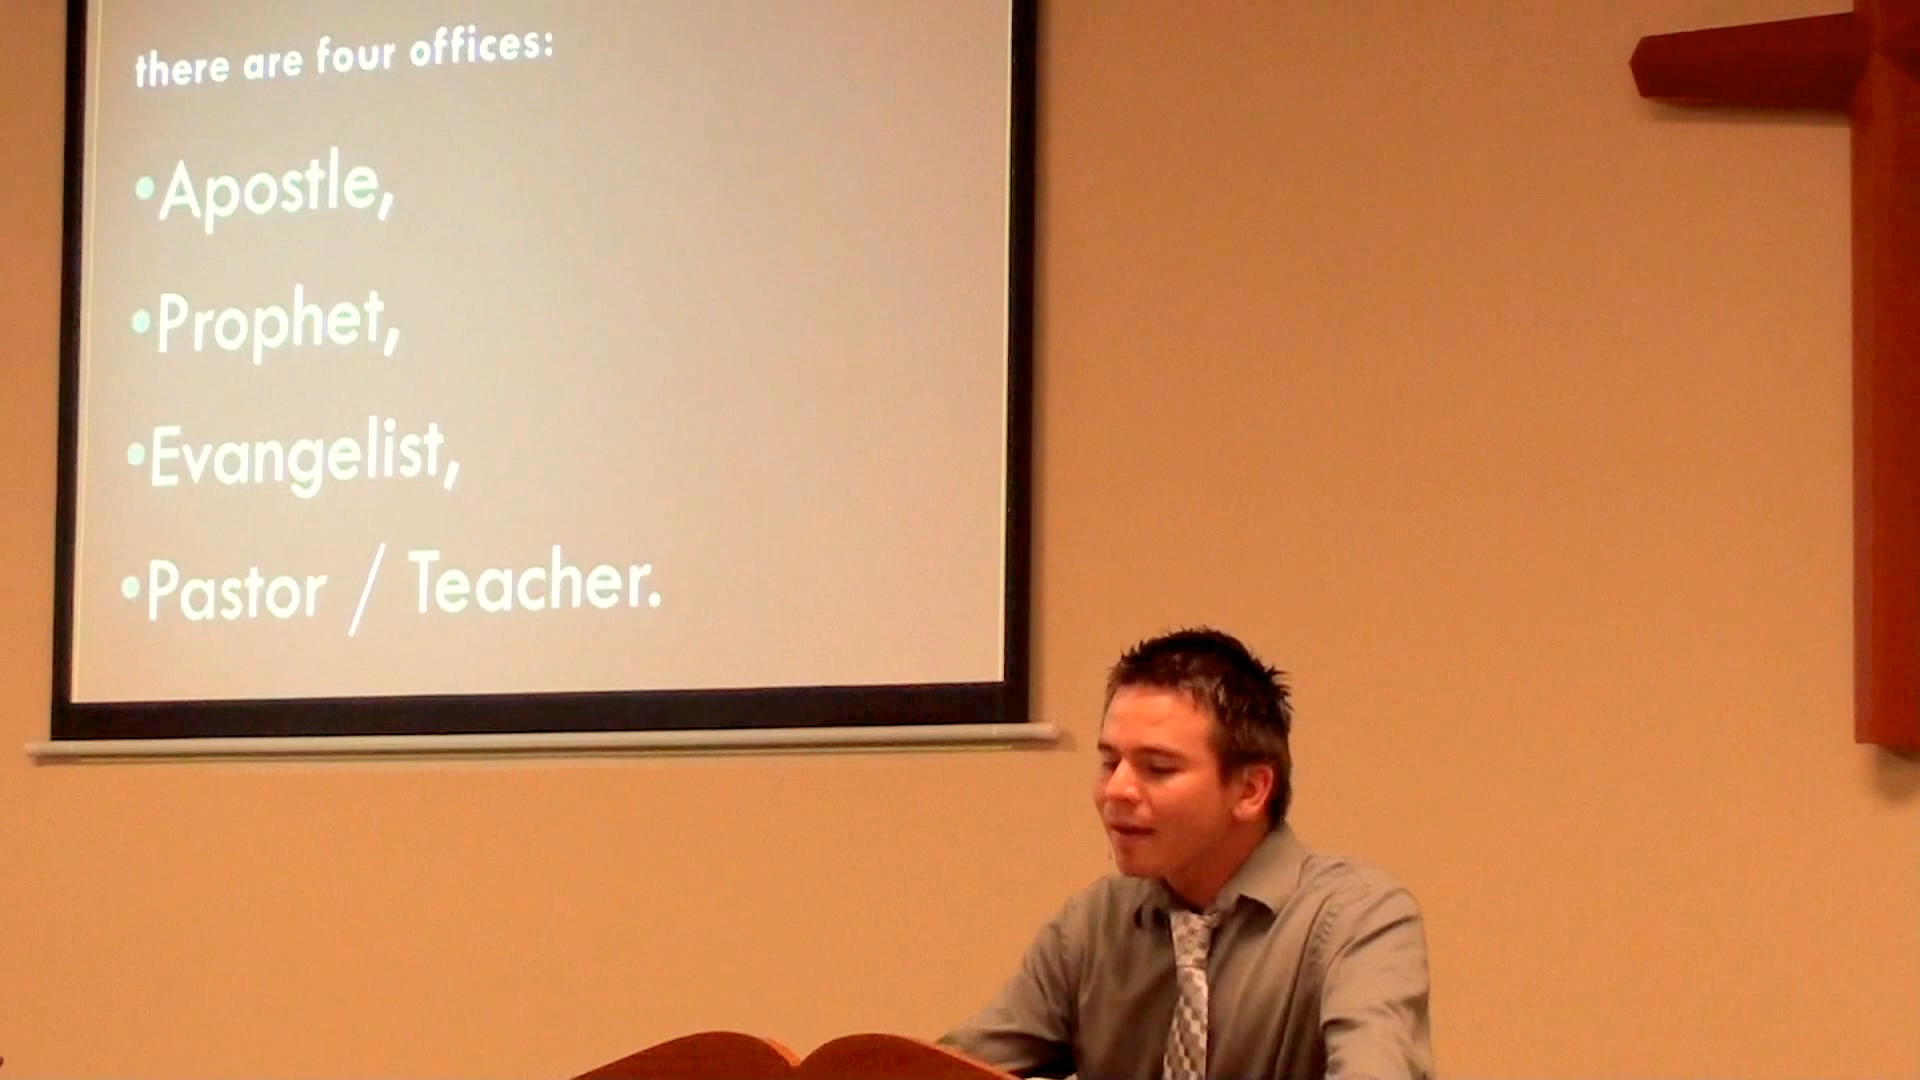 there are four offices:
•Apostle,
•Prophet,
•Evangelist,
•Pastor / Teacher.